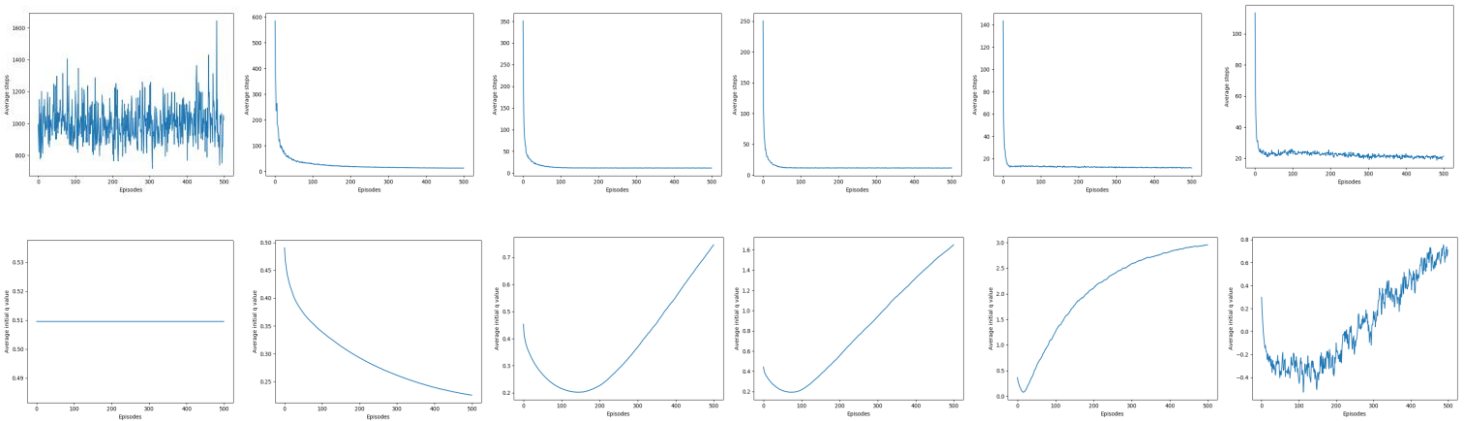 1600
1400
1200
1000
800
0 100 200 300 400 500
Episodes
Average steps
600
500
400
300
200
100
0
0 100 200 300 400 500
Episodes
Average steps
350
300
250
200
150
100
50
0
0 100 200 300 400 500
Episodes
Average steps
250
200
150
100
50
0
0 100 200 300 400 500
Episodes
Average steps
140
120
100
80
60
40
20
0 100 200 300 400 500
Episodes
Average steps
100
80
60
40
20
0 100 200 300 400 500
Episodes
Average steps
0.53
0.52
0.51
0.50
0.49
0 100 200 300 400 500
Episodes
Average initial q value
0.50
0.45
0.40
0.35
0.30
0.25
0 100 200 300 400 500
Episodes
Average initial q value
0.7
0.6
0.5
0.4
0.3
0.2
0 100 200 300 400 500
Episodes
Average initial q value
1.6
1.4
1.2
1.0
0.8
0.6
0.4
0.2
0 100 200 300 400 500
Episodes
Average initial q value
3.0
2.5
2.0
1.5
1.0
0.5
0.0
0 100 200 300 400 500
Episodes
Average initial q value
0.8
0.6
0.4
0.2
0.0
−0.2
−0.4
0 100 200 300 400 500
Episodes
Average initial q value